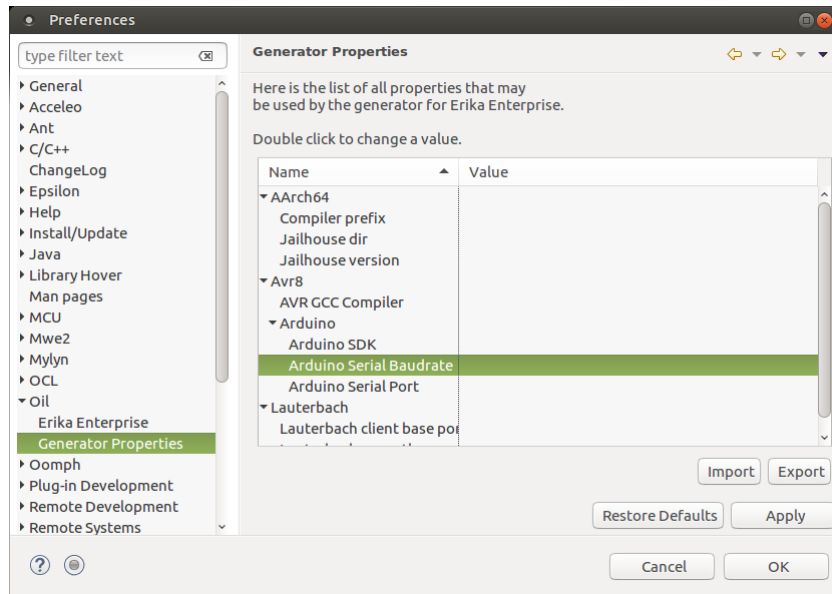 Preferences
type filter text
General
Acceleo
Ant
C/C++
ChangeLog
Epsilon
Help
Install/Update
Java
Library Hover
Man pages
MCU
Mwe2
Mylyn
OCL
Oil
Erika Enterprise
Generator Properties
Oomph
Plug-in Development
Remote Development
Remote Systems
Generator Properties
Here is the list of all properties that may
be used by the generator for Erika Enterprise.
Double click to change a value.
Name Value
AArch64
Compiler prefix
Jailhouse dir
Jailhouse version
Avr8
AVR GCC Compiler
Arduino
Arduino SDK
Arduino Serial Baudrate
Arduino Serial Port
Lauterbach
Lauterbach client base por
Import Export
Restore Defaults Apply
Cancel OK